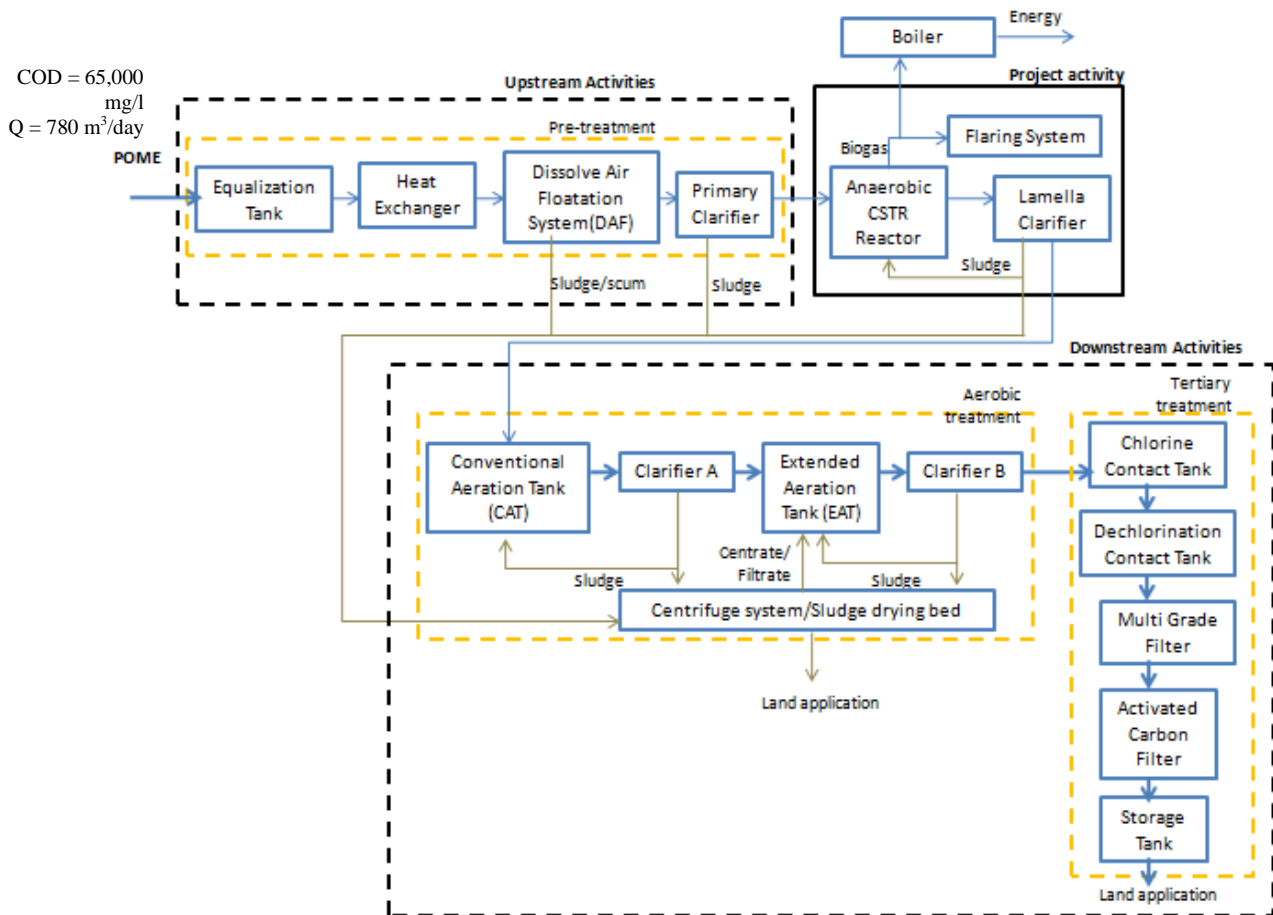 COD = 65,000
mg/l
Q = 780 m³/day
POME
Upstream Activities
Pre-treatment
Equalization
Tank
Heat
Exchanger
Dissolve Air
Floatation
System(DAF)
Primary
Clarifier
Sludge/scum
Sludge
Boiler
Energy
Project activity
Biogas
Flaring System
Anaerobic
CSTR
Reactor
Lamella
Clarifier
Sludge
Downstream Activities
Aerobic
treatment
Conventional
Aeration Tank
(CAT)
Clarifier A
Extended
Aeration
Tank (EAT)
Clarifier B
Sludge
Centrate/
Filtrate
Sludge
Centrifuge system/Sludge drying bed
Land application
Tertiary
treatment
Chlorine
Contact Tank
Dechlorination
Contact Tank
Multi Grade
Filter
Activated
Carbon
Filter
Storage
Tank
Land application